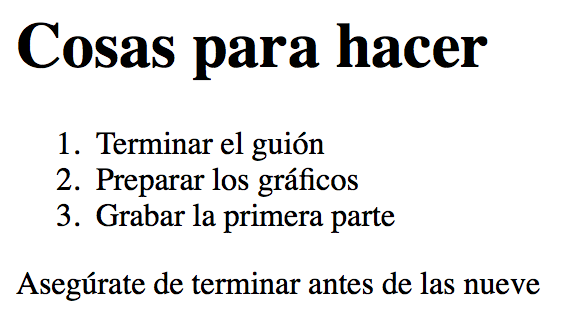 Cosas para hacer
1. Terminar el guión
2. Preparar los gráficos
3. Grabar la primera parte
Asegúrate de terminar antes de las nueve